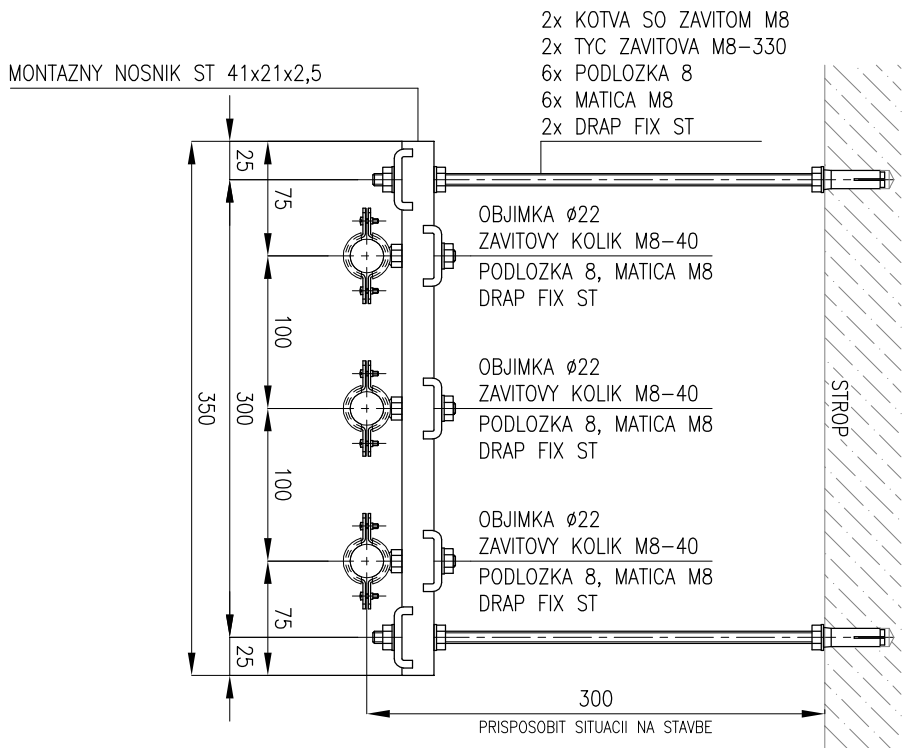 2x KOTVA SO ZAVITOM M8
2x TYC ZAVITOVA M8-330
6x PODLOZKA 8
6x MATICA M8
2x DRAP FIX ST
MONTAZNY NOSNIK ST 41x21x2,5
25
75
OBJIMKA ø22
ZAVITOVY KOLIK M8-40
PODLOZKA 8, MATICA M8
DRAP FIX ST
100
OBJIMKA ø22
ZAVITOVY KOLIK M8-40
PODLOZKA 8, MATICA M8
DRAP FIX ST
350
300
STROP
100
OBJIMKA ø22
ZAVITOVY KOLIK M8-40
PODLOZKA 8, MATICA M8
DRAP FIX ST
75
25
300
PRISPOSOBIT SITUACII NA STAVBE